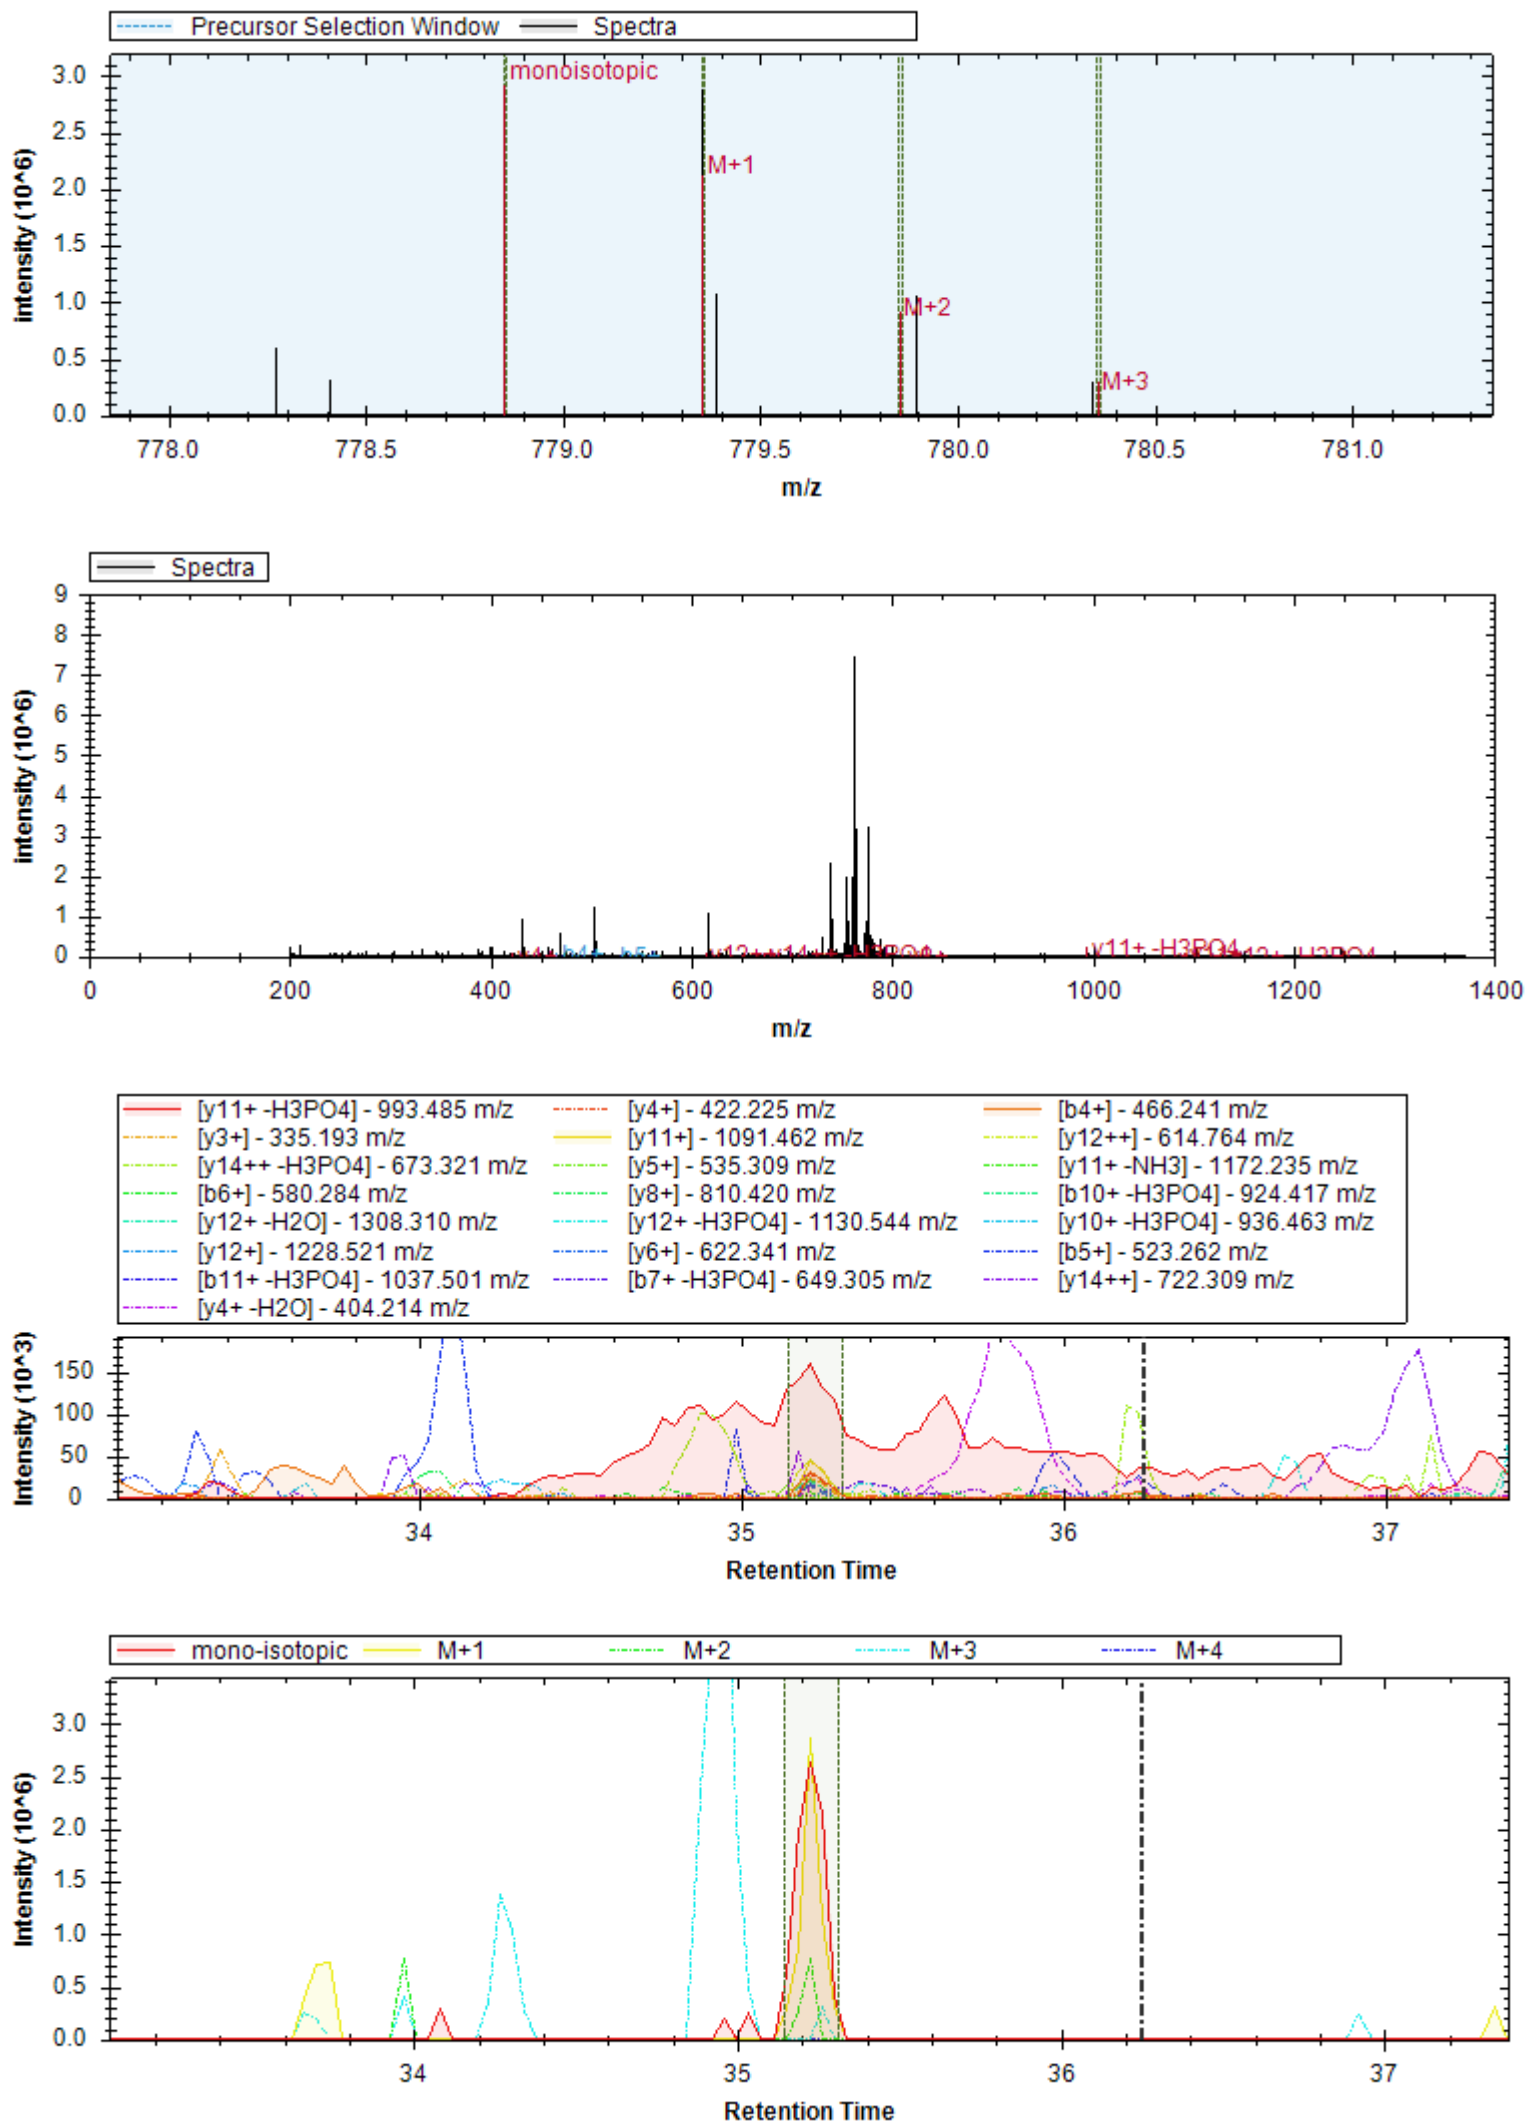 Precursor Selection Window Spectra
monoisotopic
M+1
M+2
M+3
3.0
2.5
2.0
1.5
1.0
0.5
0.0
intensity (10^6)
778.0 778.5 779.0 779.5 780.0 780.5 781.0
m/z
Spectra
9
8
7
6
5
4
3
2
1
0
intensity (10^6)
y11+ -H3PO4
0 200 400 600 800 1000 1200 1400
m/z
[y11+ -H3PO4] - 993.485 m/z [y4+] - 422.225 m/z [b4+] - 466.241 m/z
[y3+] - 335.193 m/z [y11+] - 1091.462 m/z [y12++] - 614.764 m/z
[y14++ -H3PO4] - 673.321 m/z [y5+] - 535.309 m/z [y11+ -NH3] - 1172.235 m/z
[b6+] - 580.284 m/z [y8+] - 810.420 m/z [b10+ -H3PO4] - 924.417 m/z
[y12+ -H2O] - 1308.310 m/z [y12+ -H3PO4] - 1130.544 m/z [y10+ -H3PO4] - 936.463 m/z
[y12+] - 1228.521 m/z [y6+] - 622.341 m/z [b5+] - 523.262 m/z
[b11+ -H3PO4] - 1037.501 m/z [b7+ -H3PO4] - 649.305 m/z [y14++] - 722.309 m/z
[y4+ -H2O] - 404.214 m/z
150
100
50
0
Intensity (10^3)
34 35 36 37
Retention Time
mono-isotopic M+1 M+2 M+3 M+4
3.0
2.5
2.0
1.5
1.0
0.5
0.0
Intensity (10^6)
34 35 36 37
Retention Time